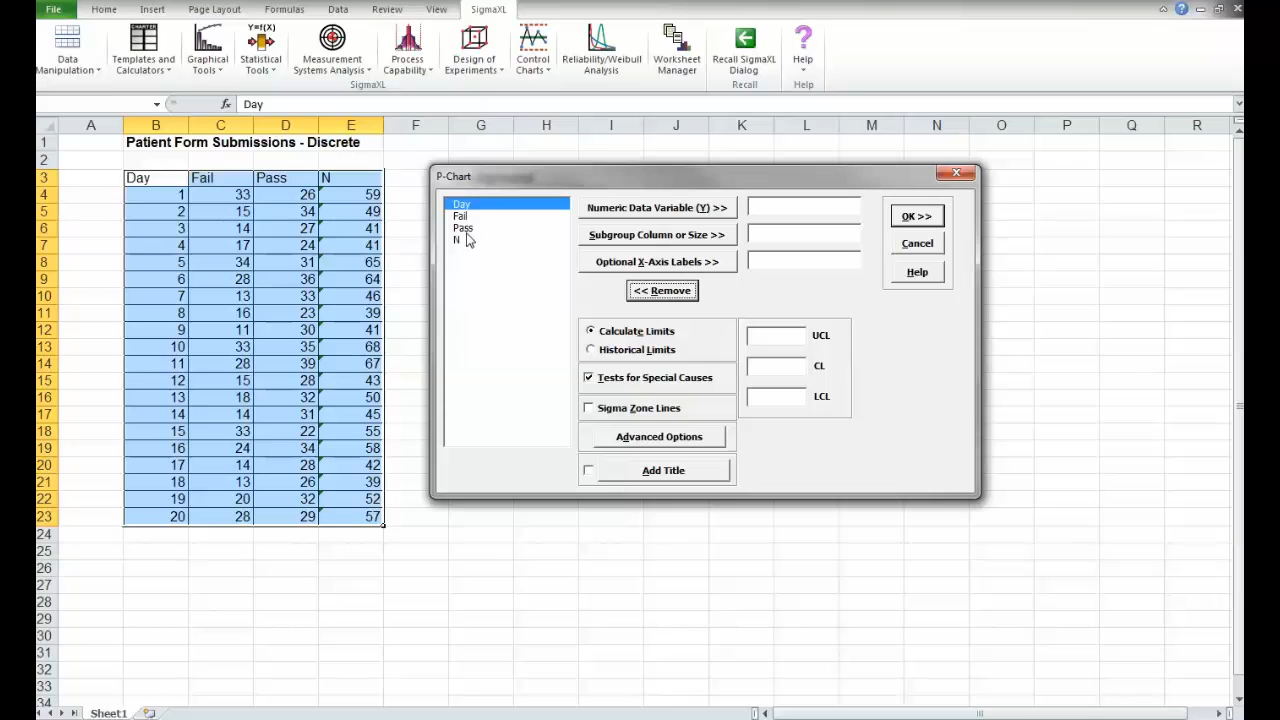 File Home Insert Page Layout Formulas Data Review View SigmaXL
Data Manipulation
Templates and Calculators
Graphical Tools
Y=f(X)
Statistical Tools
Measurement Systems Analysis
Process Capability
Design of Experiments
Control Charts
Reliability/Weibull Analysis
Worksheet Manager
Recall SigmaXL Dialog
Help
SigmaXL Recall Help
fx Day
A B C D E F G H I J K L M N O P Q R
1 Patient Form Submissions - Discrete
2
3 Day Fail Pass N
4 1 33 26 59
5 2 15 34 49
6 3 14 27 41
7 4 17 24 41
8 5 34 31 65
9 6 28 36 64
10 7 13 33 46
11 8 16 23 39
12 9 11 30 41
13 10 33 35 68
14 11 28 39 67
15 12 15 28 43
16 13 18 32 50
17 14 14 31 45
18 15 33 22 55
19 16 24 34 58
20 17 14 28 42
21 18 13 26 39
22 19 20 32 52
23 20 28 29 57
24
25
26
27
28
29
30
31
32
33
34
P-Chart
Day
Fail
Pass
N
Numeric Data Variable (Y) >>
Subgroup Column or Size >>
Optional X-Axis Labels >>
<< Remove
OK >>
Cancel
Help
Calculate Limits
Historical Limits
Tests for Special Causes
Sigma Zone Lines
Advanced Options
Add Title
UCL
CL
LCL
Sheet1